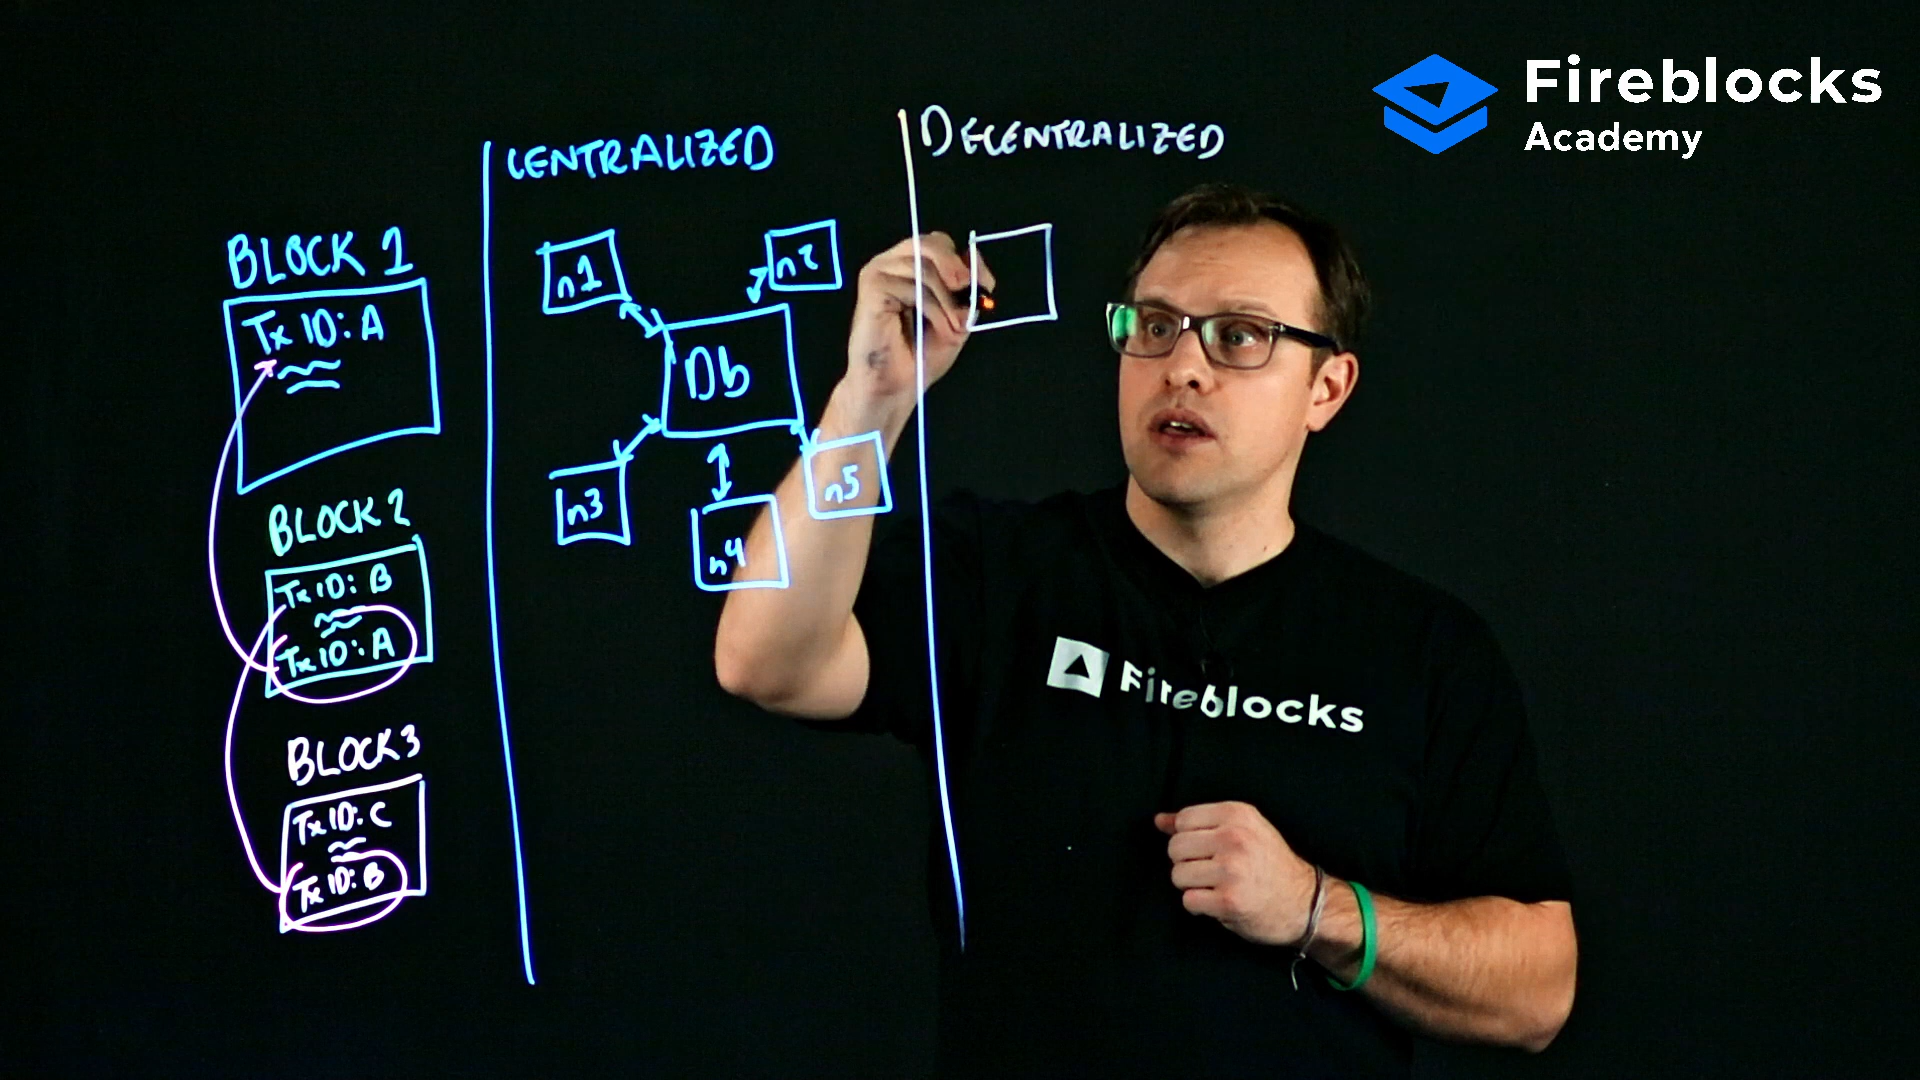 Fireblocks
Academy
BLOCK 1
Tx ID: A
BLOCK 2
Tx ID: B
Tx ID: A
BLOCK 3
Tx ID: C
Tx ID: B
CENTRALIZED
n1
n2
Db
n3
n4
n5
DECENTRALIZED
Fireblocks